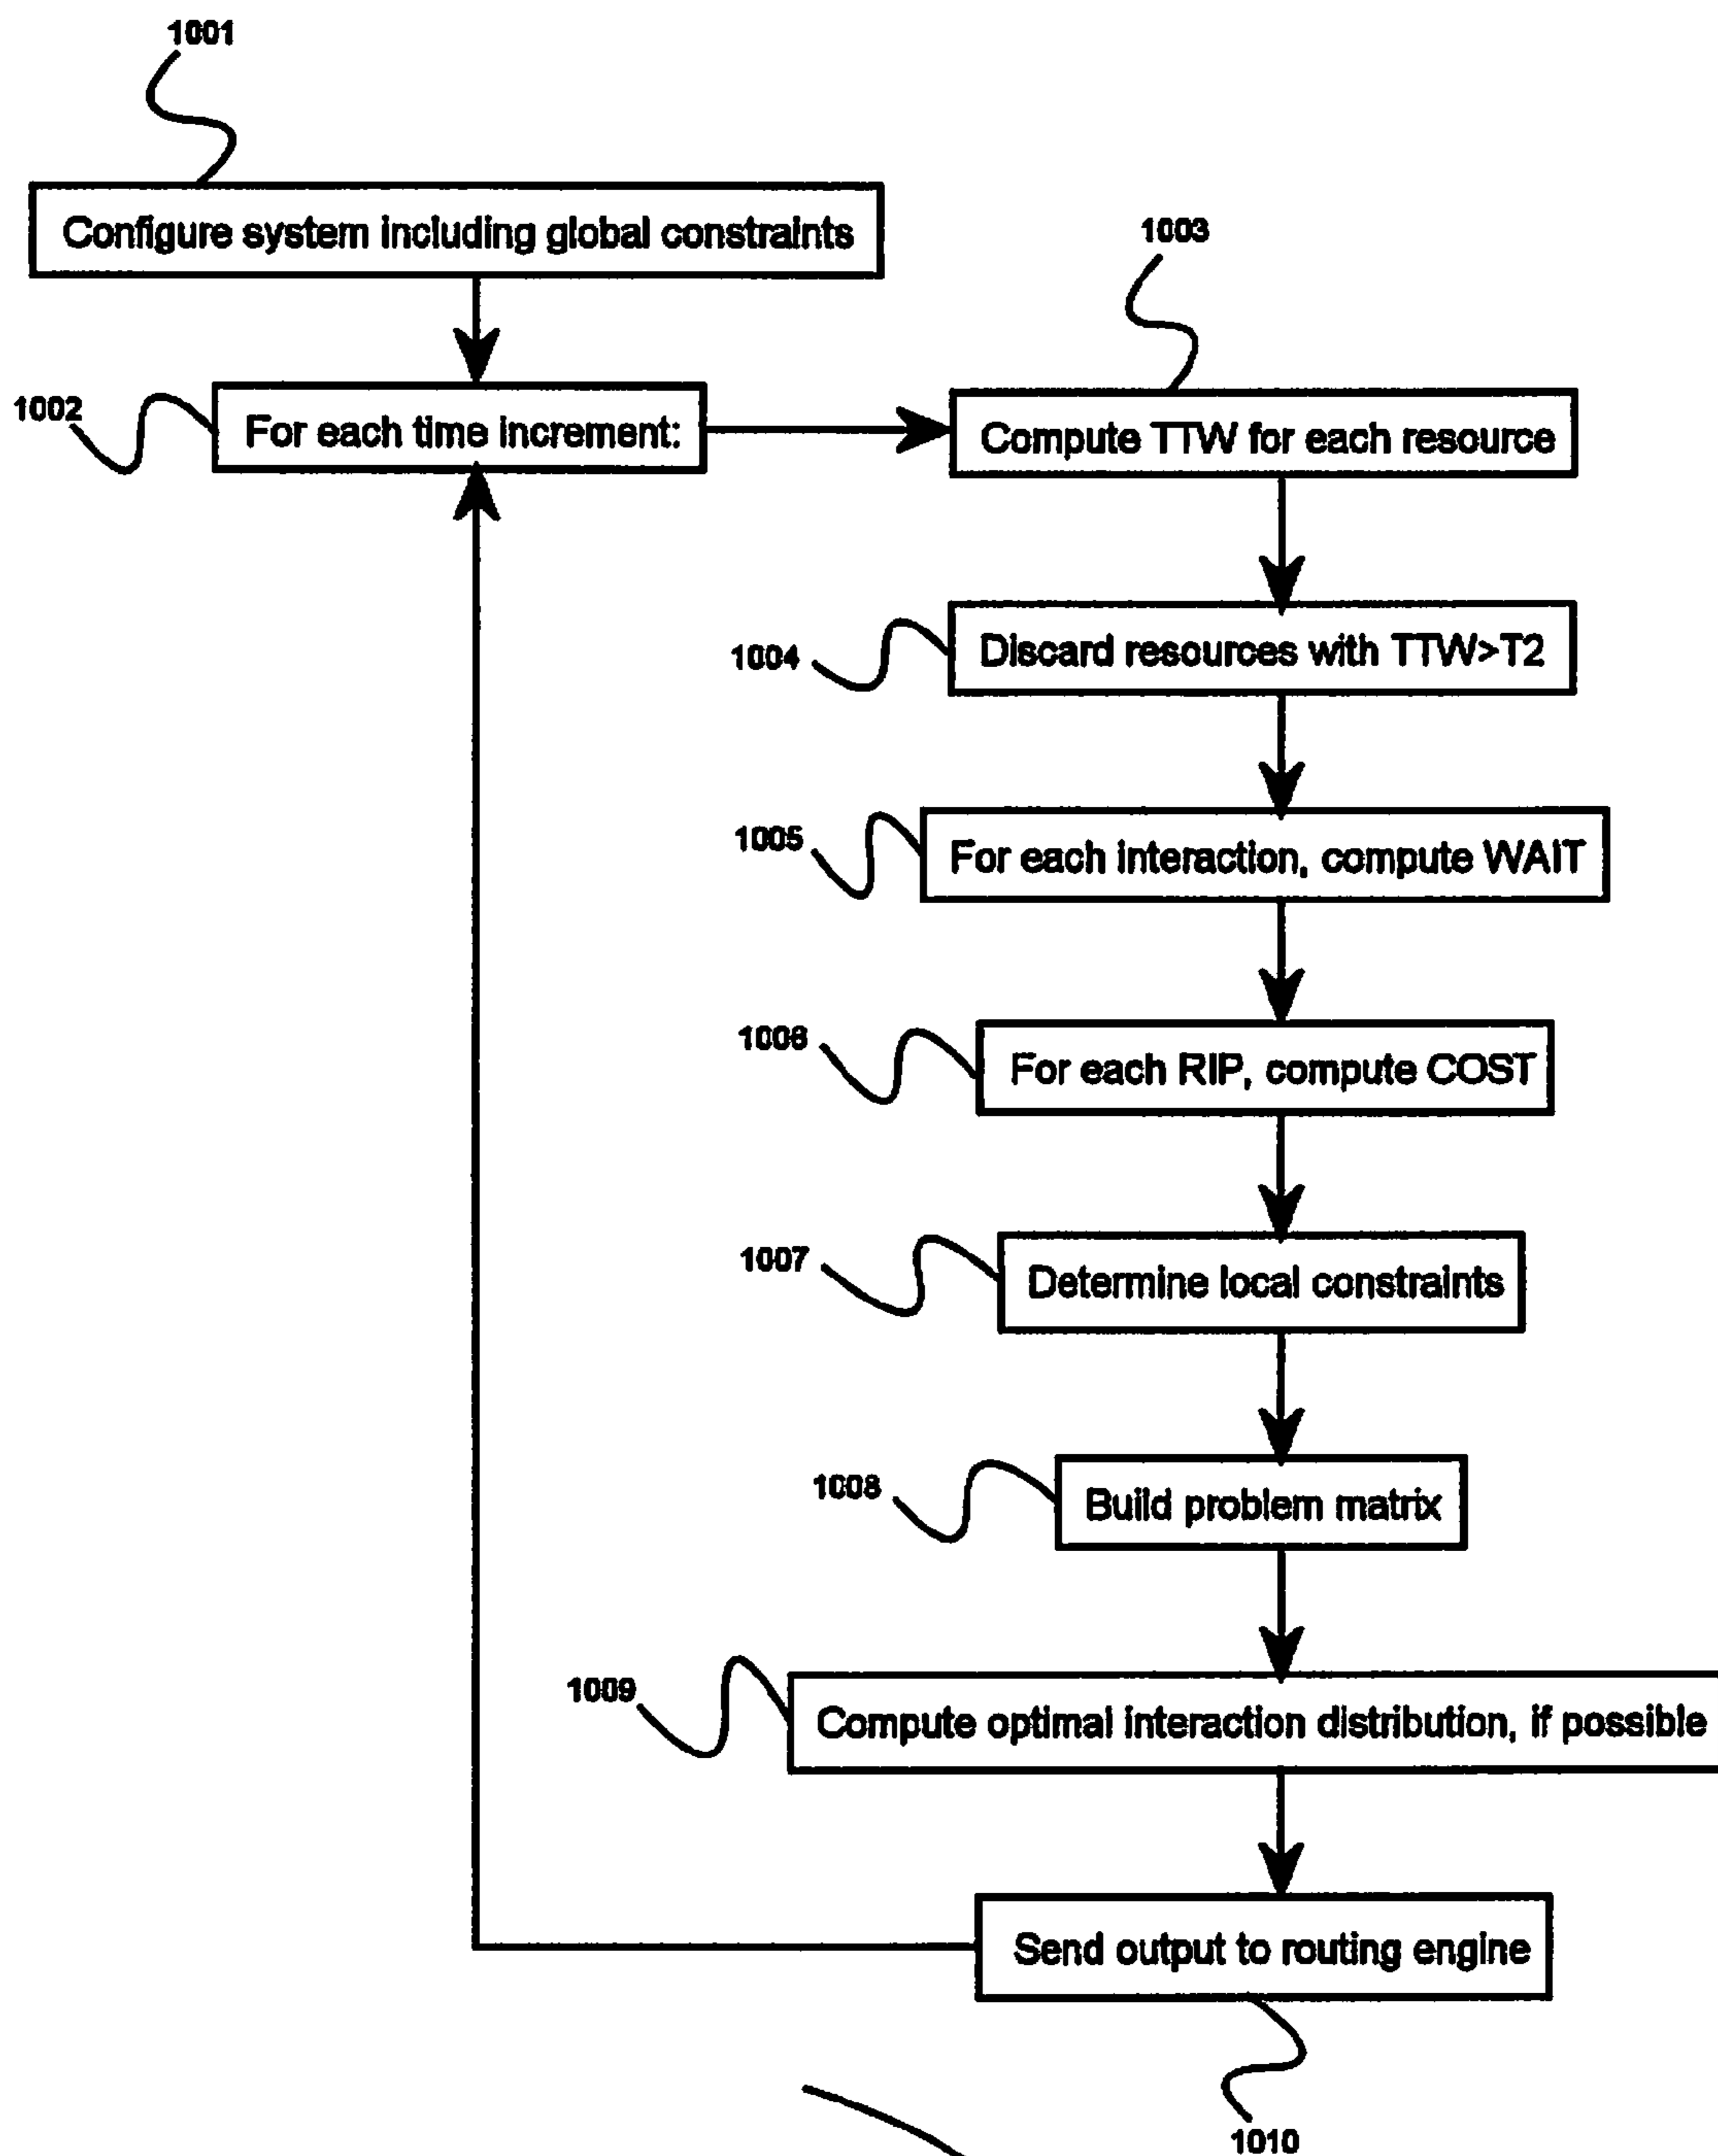 1001
Configure system including global constraints
1003
1002
For each time increment:
Compute TTW for each resource
1004
Discard resources with TTW>T2
1005
For each interaction, compute WAIT
1006
For each RIP, compute COST
1007
Determine local constraints
1008
Build problem matrix
1009
Compute optimal interaction distribution, if possible
Send output to routing engine
1010